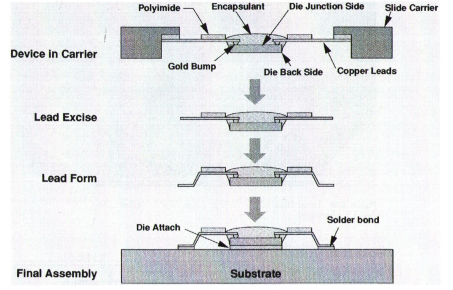 Polyimide
Encapsulant
Die Junction Side
Slide Carrier
Device in Carrier
Gold Bump
Die Back Side
Copper Leads
Lead Excise
Lead Form
Die Attach
Solder bond
Final Assembly
Substrate